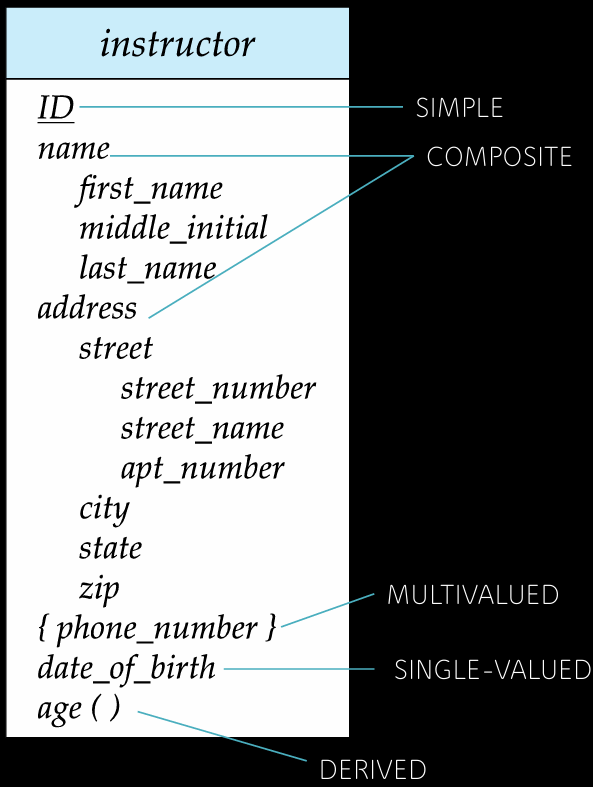 instructor
ID SIMPLE
name COMPOSITE
first_name
middle_initial
last_name
address
street
street_number
street_name
apt_number
city
state
zip
{ phone_number } MULTIVALUED
date_of_birth SINGLE-VALUED
age ( )
DERIVED